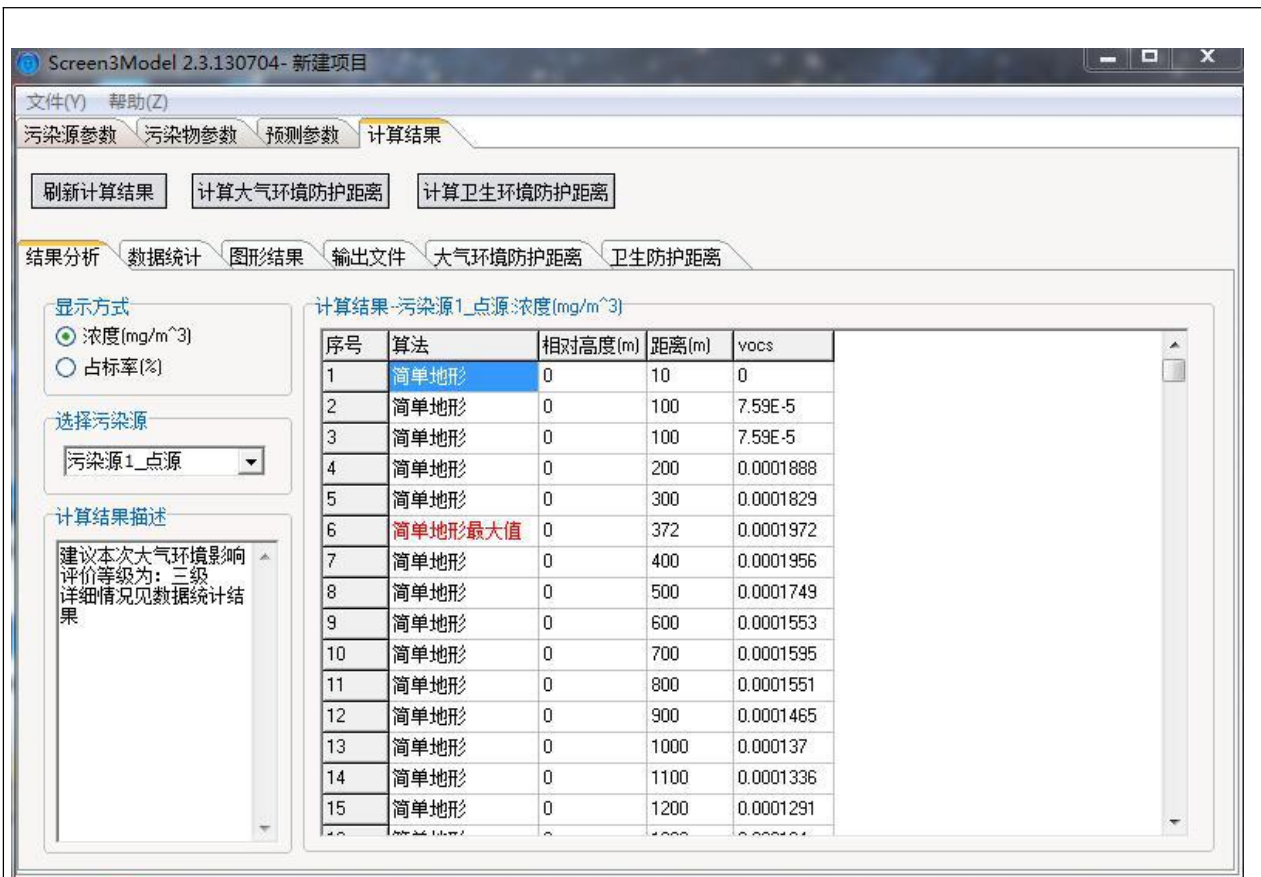 Screen3Model 2.3.130704- 新建项目
文件(Y) 帮助(Z)
污染源参数 污染物参数 预测参数 计算结果
刷新计算结果 计算大气环境防护距离 计算卫生环境防护距离
结果分析 数据统计 图形结果 输出文件 大气环境防护距离 卫生防护距离
显示方式
浓度(mg/m^3)
占标率(%)
选择污染源
污染源1_点源
计算结果描述
建议本次大气环境影响
评价等级为：三级
详细情况见数据统计结
果
计算结果-污染源1_点源:浓度(mg/m^3)
序号 算法 相对高度(m) 距离(m) vocs
1 简单地形 0 10 0
2 简单地形 0 100 7.59E-5
3 简单地形 0 100 7.59E-5
4 简单地形 0 200 0.0001888
5 简单地形 0 300 0.0001829
6 简单地形最大值 0 372 0.0001972
7 简单地形 0 400 0.0001956
8 简单地形 0 500 0.0001749
9 简单地形 0 600 0.0001553
10 简单地形 0 700 0.0001595
11 简单地形 0 800 0.0001551
12 简单地形 0 900 0.0001465
13 简单地形 0 1000 0.000137
14 简单地形 0 1100 0.0001336
15 简单地形 0 1200 0.0001291